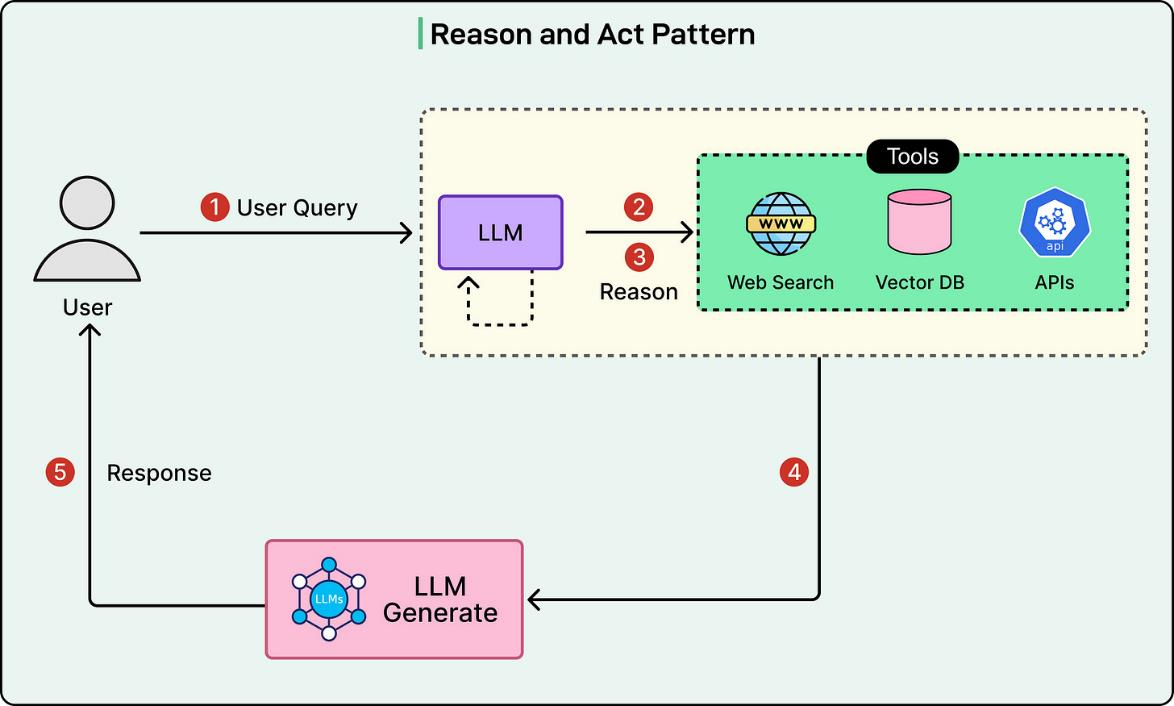 Reason and Act Pattern
1 User Query
User
LLM
2
3
Reason
Tools
WWW
Web Search
Vector DB
api
APIs
4
5 Response
LLMs
LLM
Generate